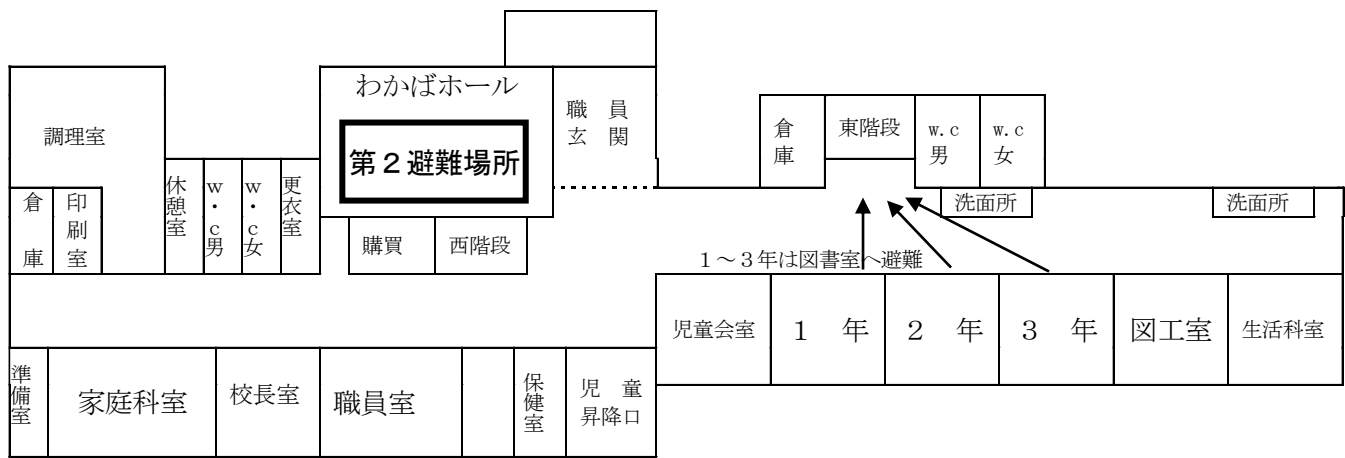 わかばホール
職　員
玄　関
調理室
第２避難場所
倉庫
東階段
w.c
男
w.c
女
倉庫
印刷室
休憩室
w・c男
w・c女
更衣室
購買
西階段
洗面所
洗面所
１～３年は図書室へ避難
児童会室
１　年
２　年
３　年
図工室
生活科室
準備室
家庭科室
校長室
職員室
保健室
児　童
昇降口